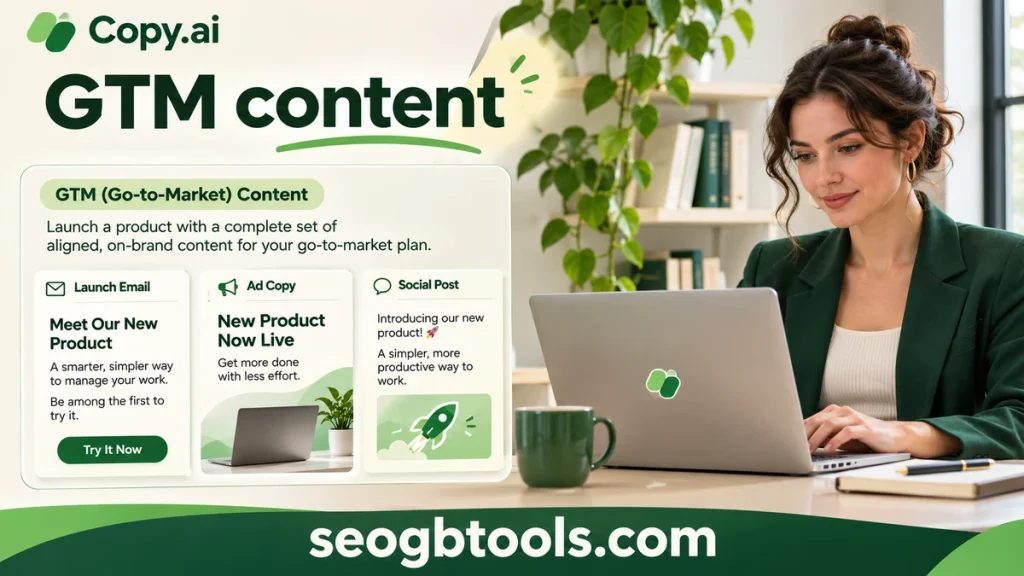 Copy.ai
GTM content
GTM (Go-to-Market) Content
Launch a product with a complete set of
aligned, on-brand content for your go-to-market plan.
Launch Email
Meet Our New
Product
A smarter, simpler way
to manage your work.
Be among the first to
try it.
Try It Now
Ad Copy
New Product
Now Live
Get more done
with less effort.
Social Post
Introducing our new
product! 🚀
A simpler, more
productive way to
work.
seogbtools.com